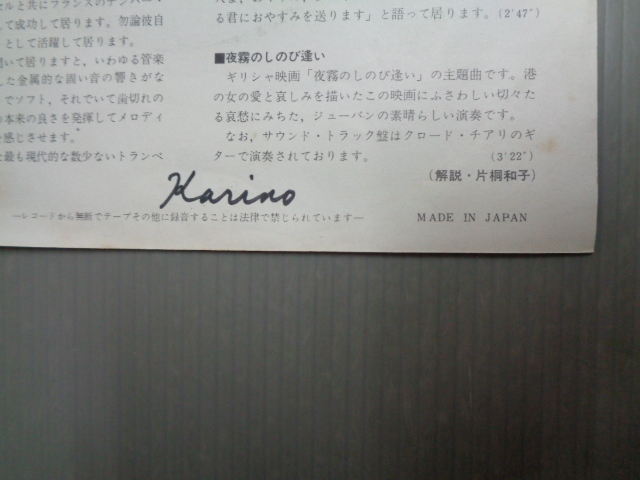 セルと共にフランスのナンバー
して成功して居ります。勿論彼自
として活躍して居ります。
居りますと、いわゆる管楽
した金属的な固い音の響きがな
でソフト、それでいて歯切れの
本来の良さを発揮してメロディ
を感じさせます。
最も現代的な数少ないトランペ
る君におやすみを送ります」と語って居ります。(2'47")
■夜霧のしのび逢い
ギリシャ映画「夜霧のしのび逢い」の主題曲です。港
の女の愛と哀しみを描いたこの映画にふさわしい切々た
る哀愁にみちた、ジューバンの素晴らしい演奏です。
なお、サウンド・トラック盤はクロード・チアリのギ
ターで演奏されております。 (3'22")
(解説・片桐和子)
Karino
―レコードから無断でテープその他に録音することは法律で禁じられています―
MADE IN JAPAN